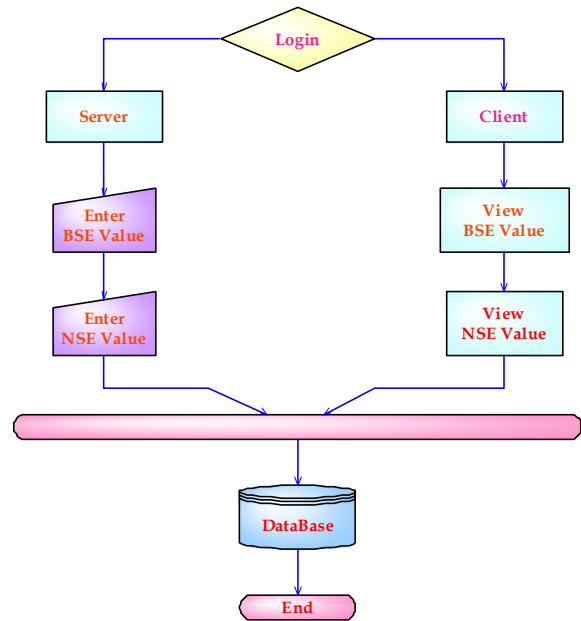 Login
Server
Client
Enter
BSE Value
View
BSE Value
Enter
NSE Value
View
NSE Value
DataBase
End